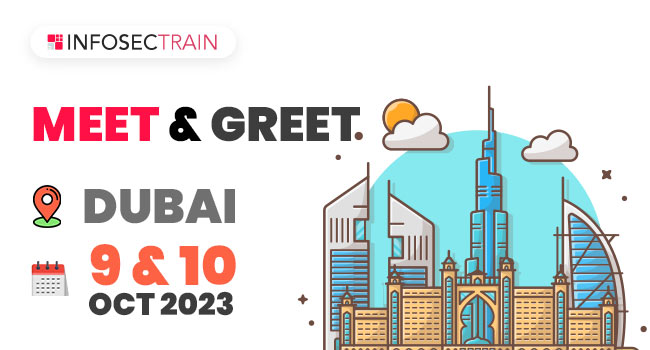 INFOSECTRAIN
MEET & GREET
DUBAI
9 & 10
OCT 2023